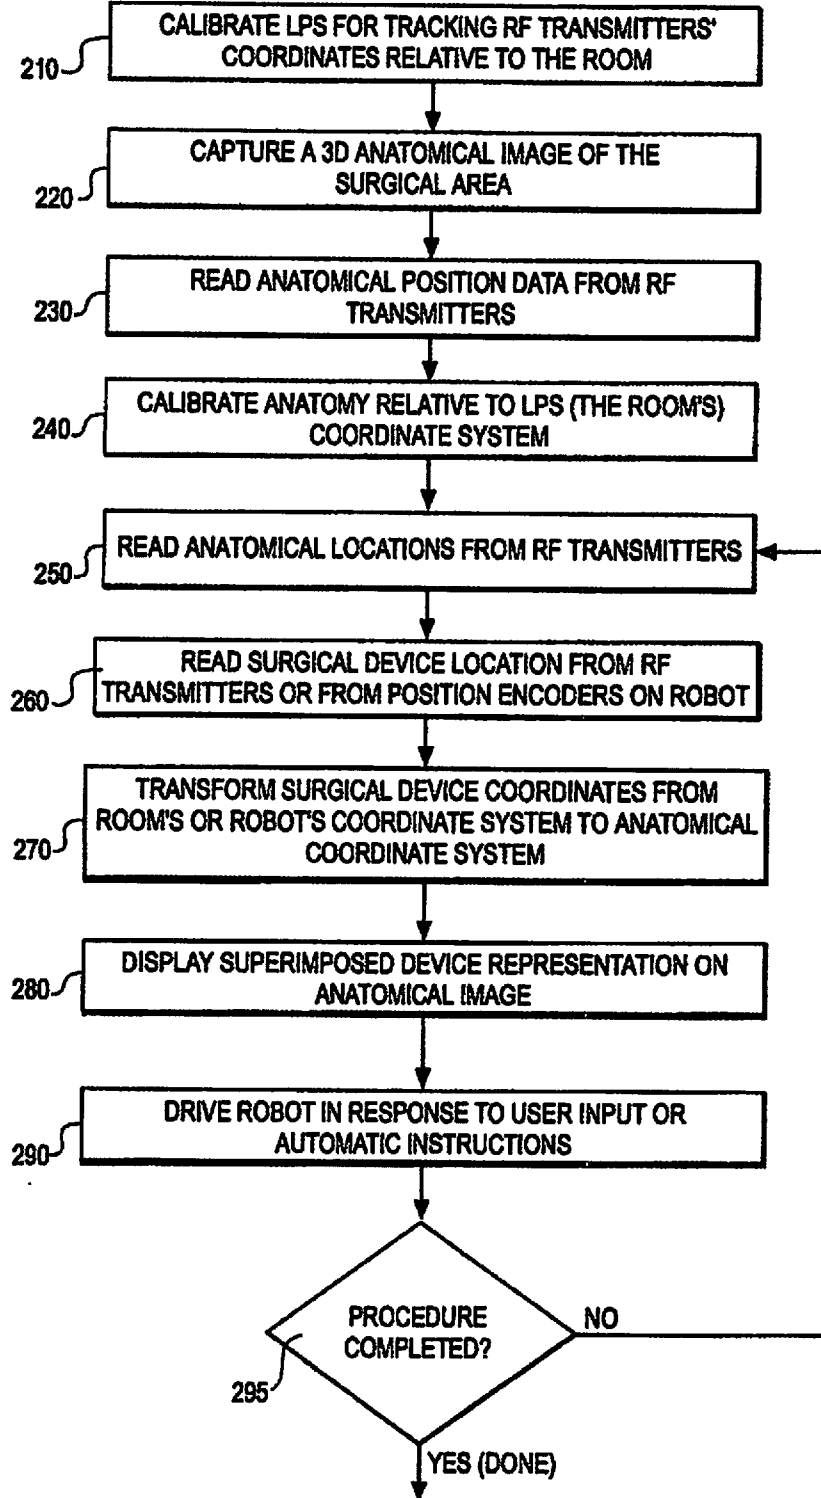 CALIBRATE LPS FOR TRACKING RF TRANSMITTERS'
COORDINATES RELATIVE TO THE ROOM
210
CAPTURE A 3D ANATOMICAL IMAGE OF THE
SURGICAL AREA
220
READ ANATOMICAL POSITION DATA FROM RF
TRANSMITTERS
230
CALIBRATE ANATOMY RELATIVE TO LPS (THE ROOM'S)
COORDINATE SYSTEM
240
READ ANATOMICAL LOCATIONS FROM RF TRANSMITTERS
250
READ SURGICAL DEVICE LOCATION FROM RF
TRANSMITTERS OR FROM POSITION ENCODERS ON ROBOT
260
TRANSFORM SURGICAL DEVICE COORDINATES FROM
ROOM'S OR ROBOT'S COORDINATE SYSTEM TO ANATOMICAL
COORDINATE SYSTEM
270
DISPLAY SUPERIMPOSED DEVICE REPRESENTATION ON
ANATOMICAL IMAGE
280
DRIVE ROBOT IN RESPONSE TO USER INPUT OR
AUTOMATIC INSTRUCTIONS
290
PROCEDURE
COMPLETED?
NO
295
YES (DONE)